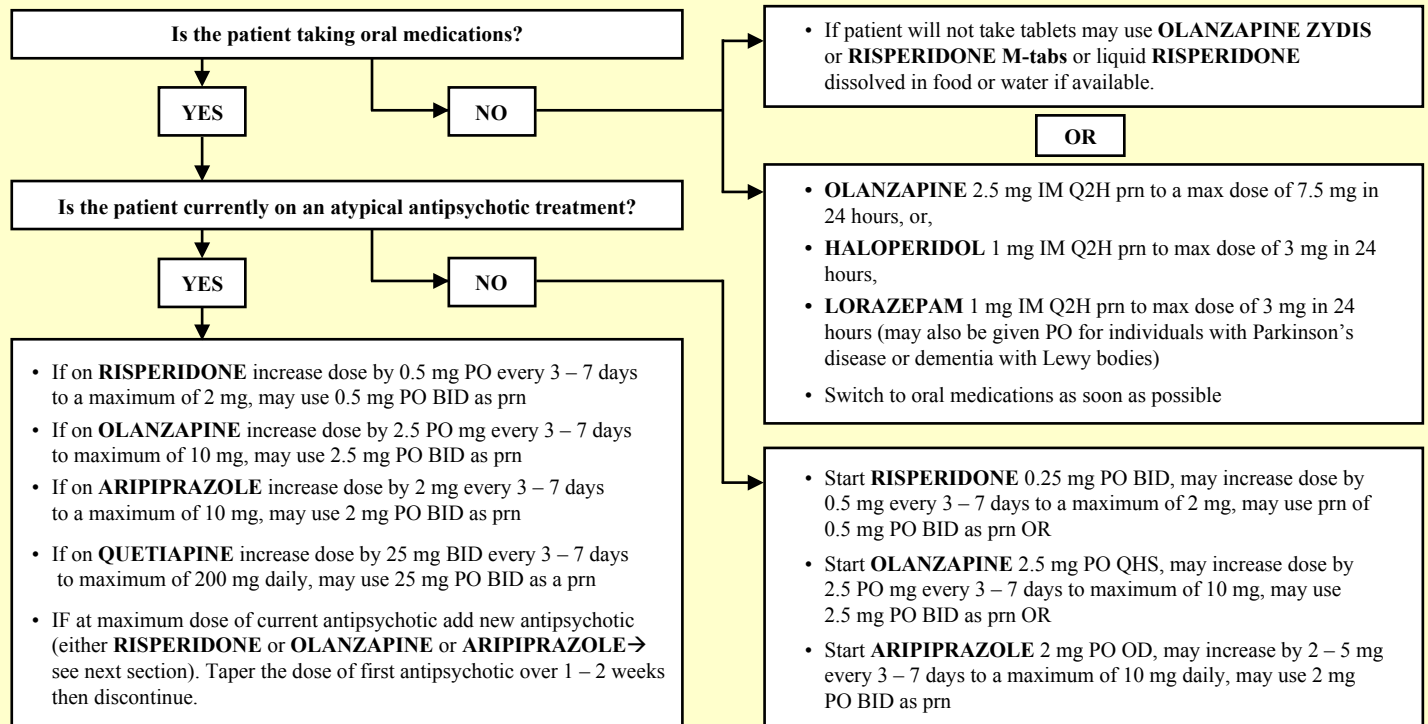 Is the patient taking oral medications?
YES
NO
• If patient will not take tablets may use OLANZAPINE ZYDIS
or RISPERIDONE M-tabs or liquid RISPERIDONE
dissolved in food or water if available.
OR
• OLANZAPINE 2.5 mg IM Q2H prn to a max dose of 7.5 mg in
24 hours, or,
• HALOPERIDOL 1 mg IM Q2H prn to max dose of 3 mg in 24
hours,
• LORAZEPAM 1 mg IM Q2H prn to max dose of 3 mg in 24
hours (may also be given PO for individuals with Parkinson's
disease or dementia with Lewy bodies)
• Switch to oral medications as soon as possible
Is the patient currently on an atypical antipsychotic treatment?
YES
NO
• If on RISPERIDONE increase dose by 0.5 mg PO every 3 – 7 days
to a maximum of 2 mg, may use 0.5 mg PO BID as prn
• If on OLANZAPINE increase dose by 2.5 PO mg every 3 – 7 days
to maximum of 10 mg, may use 2.5 mg PO BID as prn
• If on ARIPIPRAZOLE increase dose by 2 mg every 3 – 7 days
to a maximum of 10 mg, may use 2 mg PO BID as prn
• If on QUETIAPINE increase dose by 25 mg BID every 3 – 7 days
to maximum of 200 mg daily, may use 25 mg PO BID as a prn
• IF at maximum dose of current antipsychotic add new antipsychotic
(either RISPERIDONE or OLANZAPINE or ARIPIPRAZOLE→
see next section). Taper the dose of first antipsychotic over 1 – 2 weeks
then discontinue.
• Start RISPERIDONE 0.25 mg PO BID, may increase dose by
0.5 mg every 3 – 7 days to a maximum of 2 mg, may use prn of
0.5 mg PO BID as prn OR
• Start OLANZAPINE 2.5 mg PO QHS, may increase dose by
2.5 PO mg every 3 – 7 days to maximum of 10 mg, may use
2.5 mg PO BID as prn OR
• Start ARIPIPRAZOLE 2 mg PO OD, may increase by 2 – 5 mg
every 3 – 7 days to a maximum of 10 mg daily, may use 2 mg
PO BID as prn